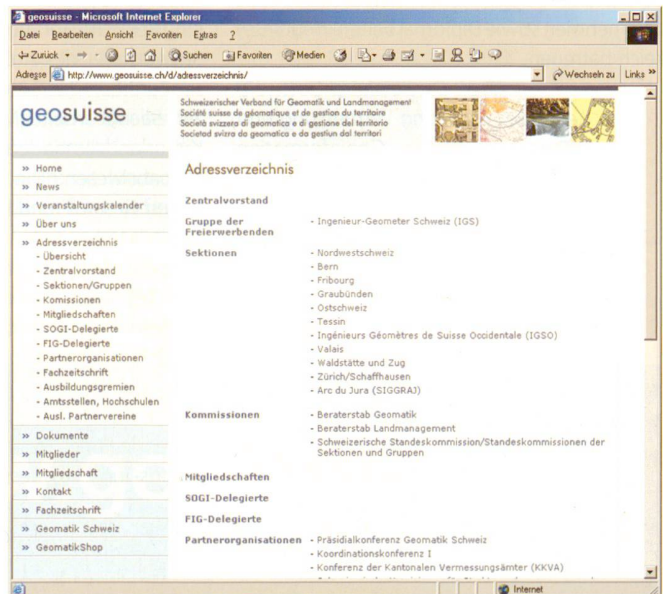 geosuisse - Microsoft Internet Explorer
Datei Bearbeiten Ansicht Favoriten Extras ?
Zurück Suchen Favoriten Medien
Adresse http://www.geosuisse.ch/d/adressverzeichnis/ Wechseln zu Links »
geosuisse
Schweizerischer Verband für Geomatik und Landmanagement
Société suisse de géomatique et de gestion du territoire
Società svizzera di geomatica e di gestione del territorio
Societad svizra da geomatica e da gestiun dal territori
» Home
» News
» Veranstaltungskalender
» Über uns
» Adressverzeichnis
- Übersicht
- Zentralvorstand
- Sektionen/Gruppen
- Komissionen
- Mitgliedschaften
- SOGI-Delegierte
- FIG-Delegierte
- Partnerorganisationen
- Fachzeitschrift
- Ausbildungsgremien
- Amtsstellen, Hochschulen
- Ausl. Partnervereine
» Dokumente
» Mitglieder
» Mitgliedschaft
» Kontakt
» Fachzeitschrift
» Geomatik Schweiz
» GeomatikShop
Adressverzeichnis
Zentralvorstand
Gruppe der - Ingenieur-Geometer Schweiz (IGS)
Freierwerbenden
Sektionen - Nordwestschweiz
- Bern
- Fribourg
- Graubünden
- Ostschweiz
- Tessin
- Ingénieurs Géomètres de Suisse Occidentale (IGSO)
- Valais
- Waldstätte und Zug
- Zürich/Schaffhausen
- Arc du Jura (SIGGRAJ)
Kommissionen - Beraterstab Geomatik
- Beraterstab Landmanagement
- Schweizerische Standeskommission/Standeskommissionen der
Sektionen und Gruppen
Mitgliedschaften
SOGI-Delegierte
FIG-Delegierte
Partnerorganisationen - Präsidialkonferenz Geomatik Schweiz
- Koordinationskonferenz I
- Konferenz der Kantonalen Vermessungsämter (KKVA)
Internet